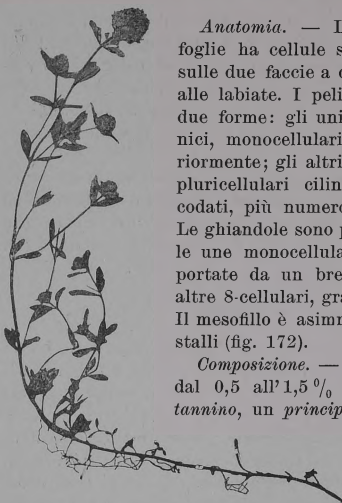 Anatomia. — L
foglie ha cellule s
sulle due faccie a c
alle labiate. I peli
due forme: gli uni
nici, monocellulari
riormente; gli altri
pluricellulari cilin
codati, più numero
Le ghiandole sono p
le une monocellula
portate da un bre
altre 8-cellulari, gra
Il mesofillo è asimm
stalli (fig. 172).
Composizione. —
dal 0,5 all'1,5 %
tannino, un princip